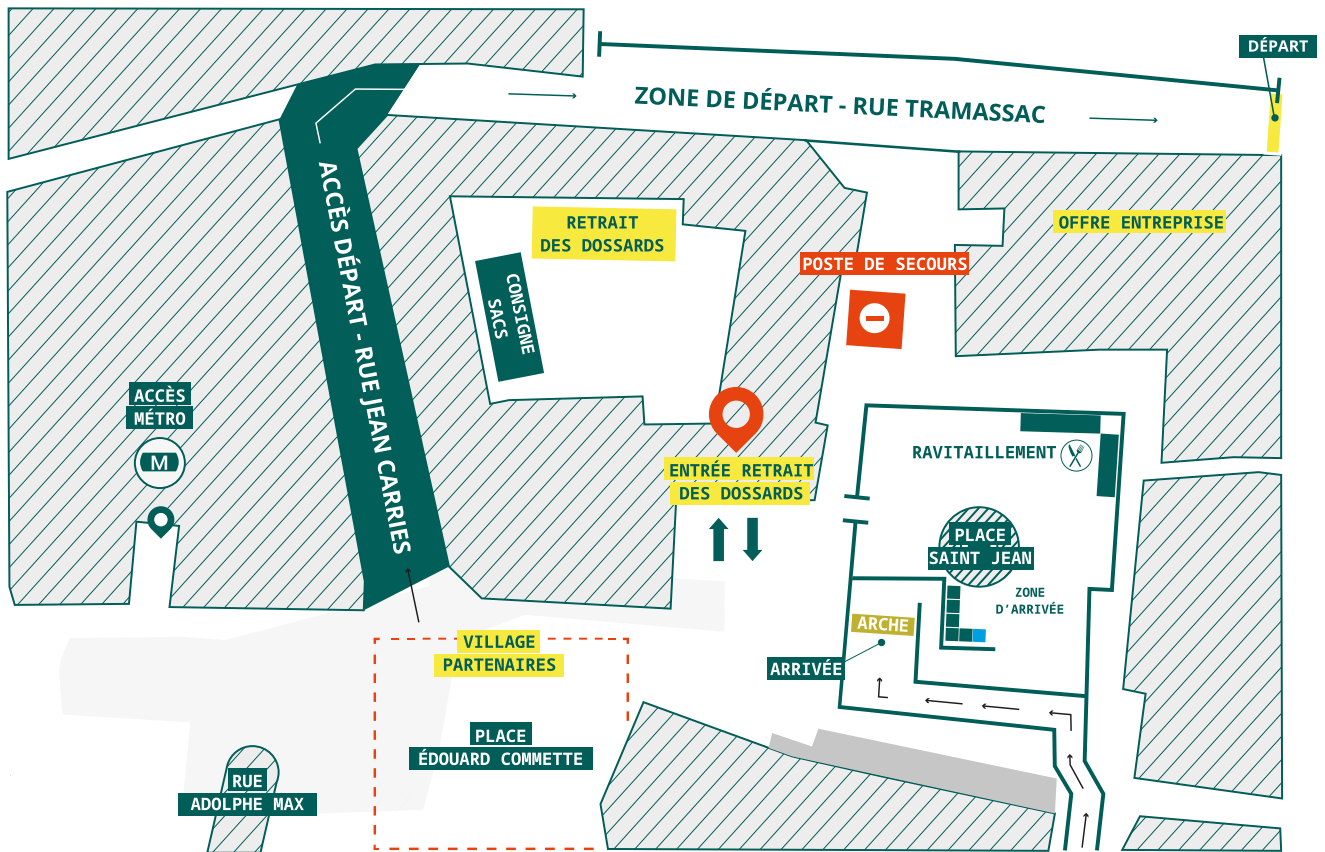 DÉPART
ZONE DE DÉPART - RUE TRAMASSAC
ACCÈS DÉPART - RUE JEAN CARRIES
RETRAIT
DES DOSSARDS
OFFRE ENTREPRISE
POSTE DE SECOURS
CONSIGNE
SACS
ACCÈS
MÉTRO
M
RAVITAILLEMENT
ENTRÉE RETRAIT
DES DOSSARDS
PLACE
SAINT JEAN
ZONE
D'ARRIVÉE
ARCHE
ARRIVÉE
VILLAGE
PARTENAIRES
PLACE
ÉDOUARD COMMETTE
RUE
ADOLPHE MAX